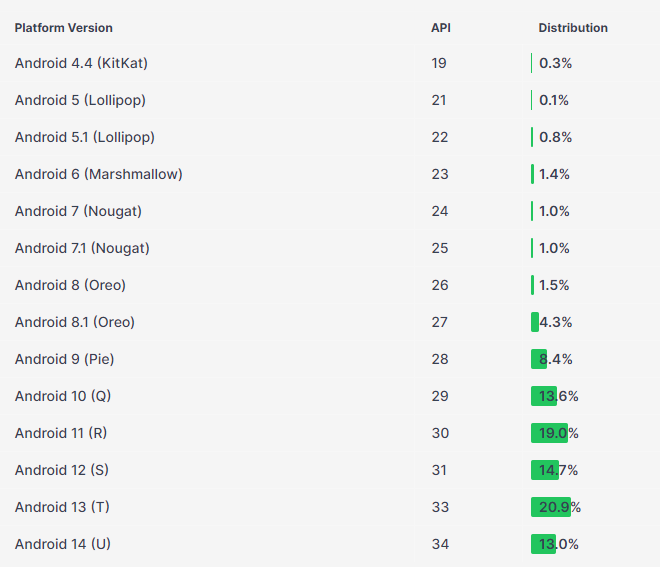 Platform Version API Distribution
Android 4.4 (KitKat) 19 0.3%
Android 5 (Lollipop) 21 0.1%
Android 5.1 (Lollipop) 22 0.8%
Android 6 (Marshmallow) 23 1.4%
Android 7 (Nougat) 24 1.0%
Android 7.1 (Nougat) 25 1.0%
Android 8 (Oreo) 26 1.5%
Android 8.1 (Oreo) 27 4.3%
Android 9 (Pie) 28 8.4%
Android 10 (Q) 29 13.6%
Android 11 (R) 30 19.0%
Android 12 (S) 31 14.7%
Android 13 (T) 33 20.9%
Android 14 (U) 34 13.0%